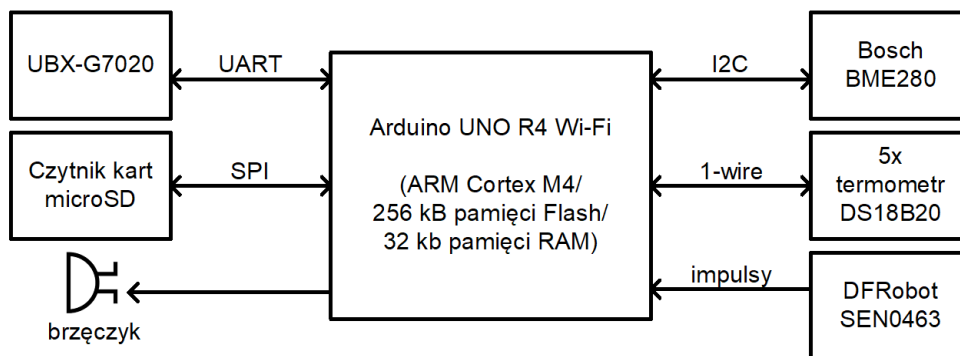 UBX-G7020
UART
Czytnik kart
microSD
SPI
brzęczyk
Arduino UNO R4 Wi-Fi
(ARM Cortex M4/
256 kB pamięci Flash/
32 kb pamięci RAM)
I2C
Bosch
BME280
1-wire
5x
termometr
DS18B20
impulsy
DFRobot
SEN0463